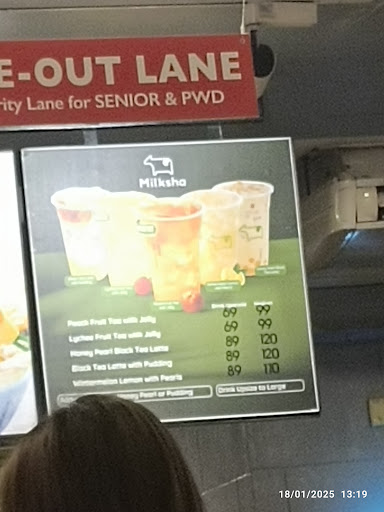 E-OUT LANE
rity Lane for SENIOR & PWD
Milksha
Peach Fruit Tea with Jelly 69 99
Lychee Fruit Tea with Jelly 69 99
Honey Pearl Black Tea Latte 89 120
Black Tea Latte with Pudding 89 120
Wintermelon Lemon with Pearls 89 110
Honey Pearl or Pudding
Drink Upsize to Large
18/01/2025 13:19